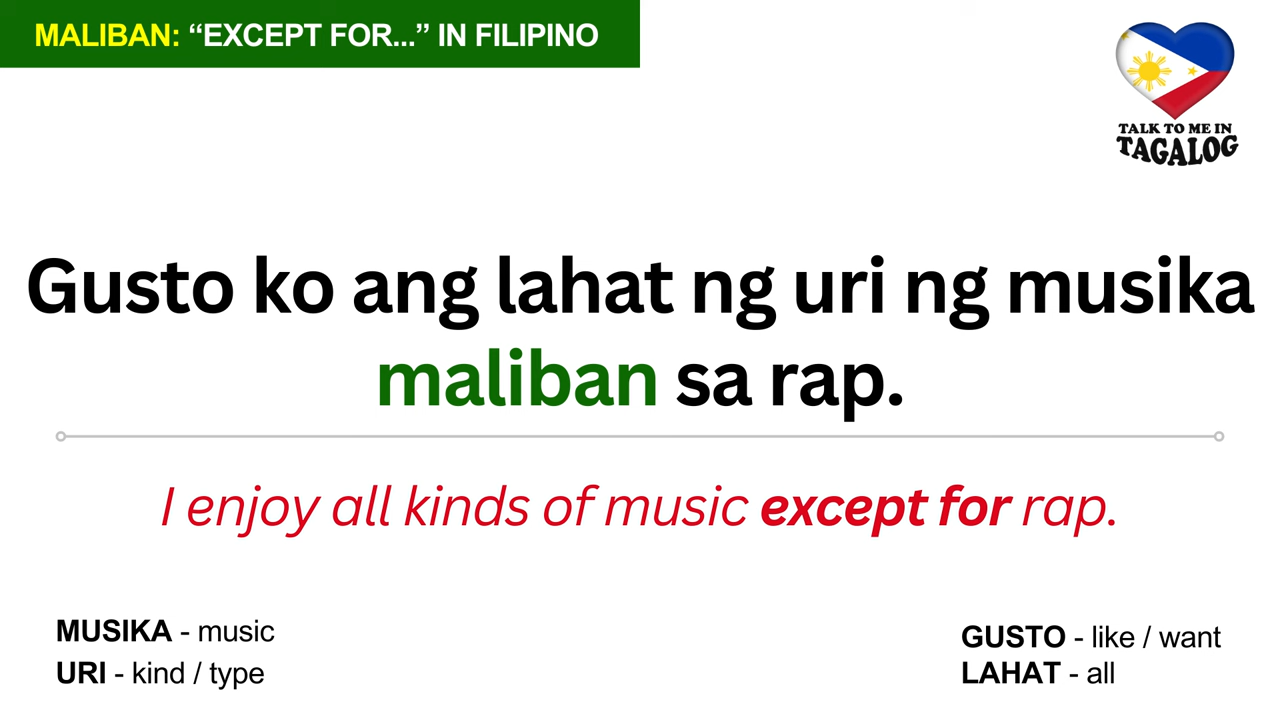 MALIBAN: “EXCEPT FOR...” IN FILIPINO
TALK TO ME IN
TAGALOG
Gusto ko ang lahat ng uri ng musika
maliban sa rap.
I enjoy all kinds of music except for rap.
MUSIKA - music
URI - kind / type
GUSTO - like / want
LAHAT - all